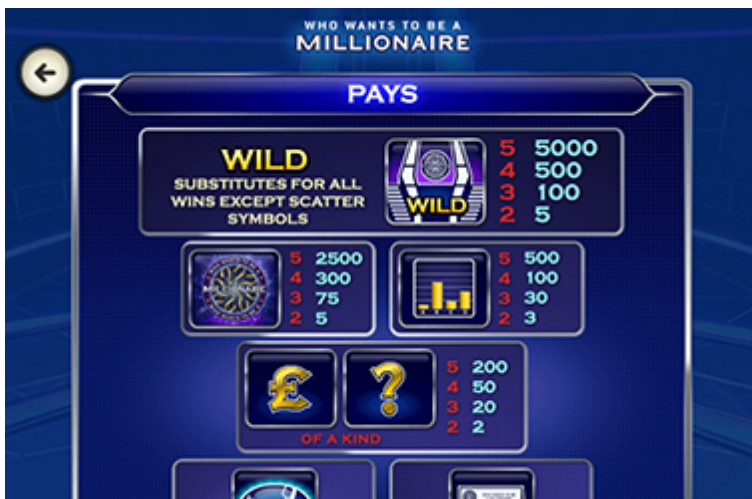 WHO WANTS TO BE A
MILLIONAIRE
PAYS
WILD
SUBSTITUTES FOR ALL
WINS EXCEPT SCATTER
SYMBOLS
WILD
5 5000
4 500
3 100
2 5
MILLIONAIRE
5 2500
4 300
3 75
2 5
5 500
4 100
3 30
2 3
£ ?
5 200
4 50
3 20
2 2
OF A KIND